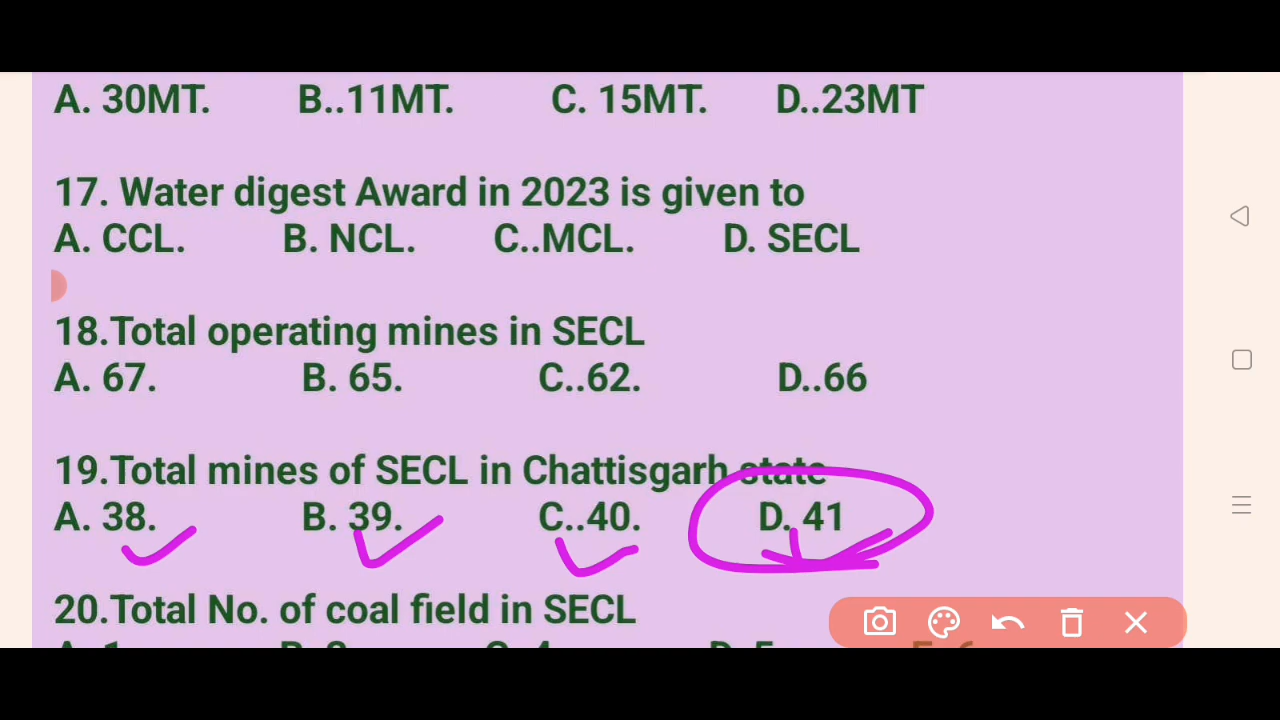 A. 30MT. B..11MT. C. 15MT. D..23MT
17. Water digest Award in 2023 is given to
A. CCL. B. NCL. C..MCL. D. SECL
18.Total operating mines in SECL
A. 67. B. 65. C..62. D..66
19.Total mines of SECL in Chattisgarh state
A. 38. B. 39. C..40. D. 41
20.Total No. of coal field in SECL